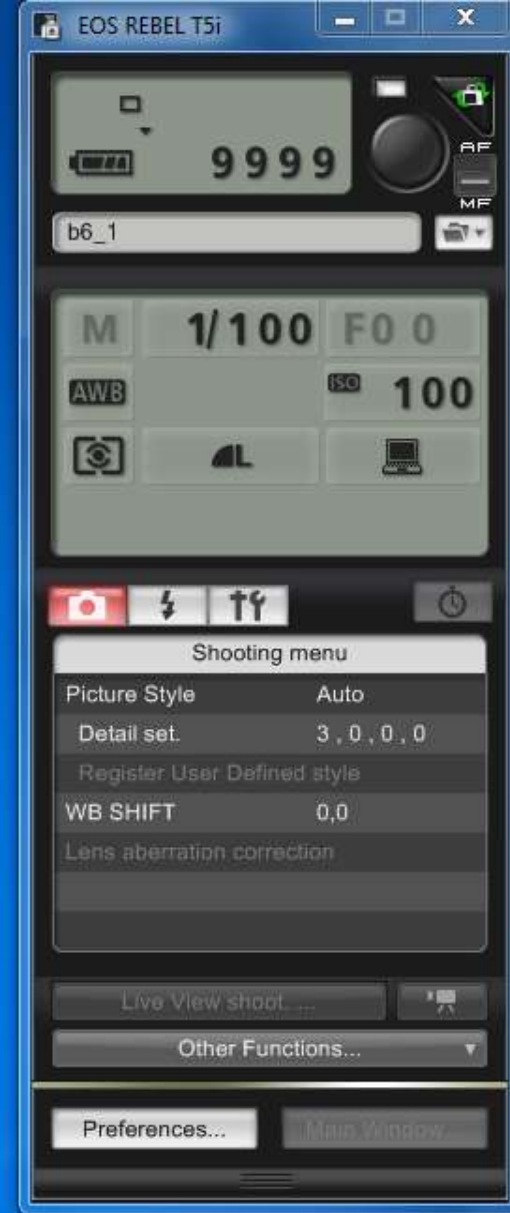 EOS REBEL T5i
AF
9999
MF
b6_1
M 1/100 F00
AWB ISO 100
L
Shooting menu
Picture Style Auto
Detail set. 3 , 0 , 0 , 0
Register User Defined style
WB SHIFT 0,0
Lens aberration correction
Live View shoot. ...
Other Functions...
Preferences... Main Window...